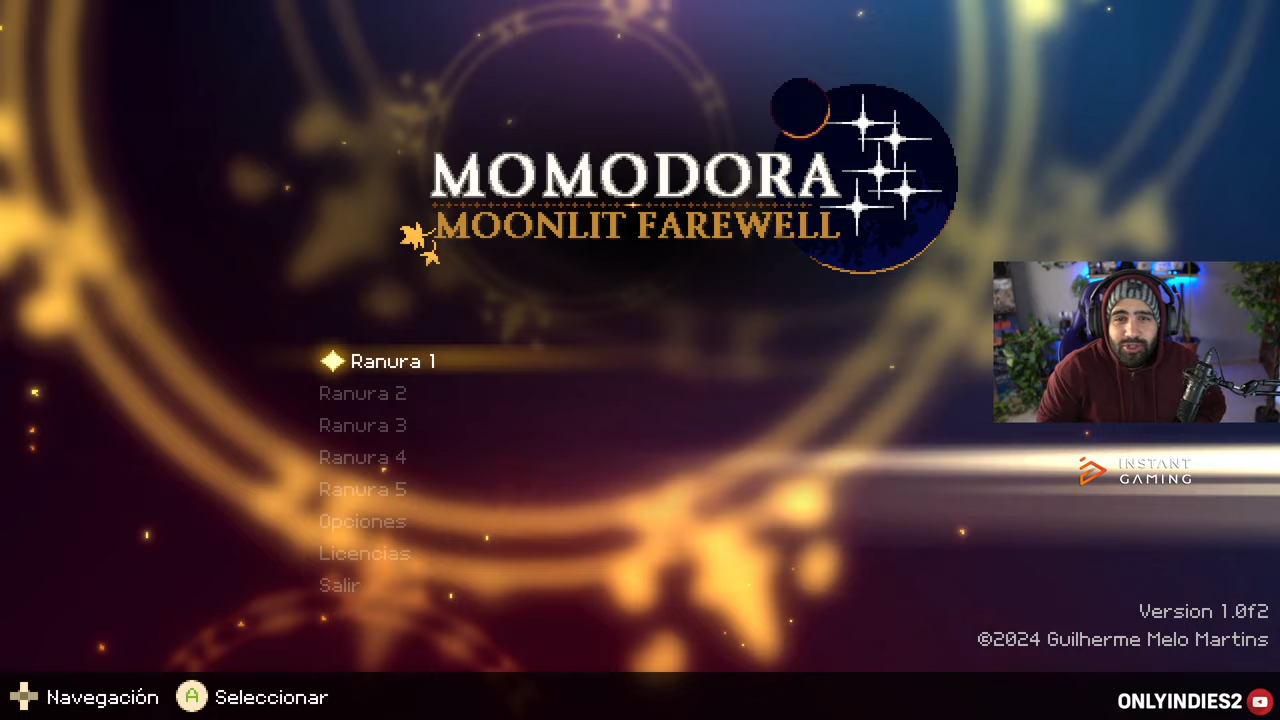 MOMODORA
MOONLIT FAREWELL
Ranura 1
Ranura 2
Ranura 3
Ranura 4
Ranura 5
Opciones
Licencias
Salir
INSTANT
GAMING
Version 1.0f2
©2024 Guilherme Melo Martins
Navegación
A Seleccionar
ONLYINDIES2